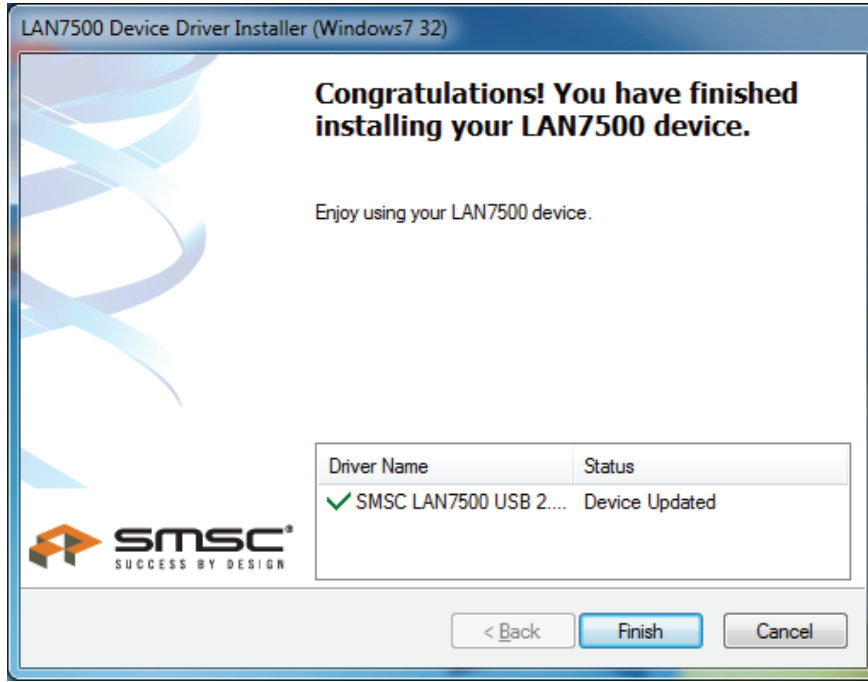 LAN7500 Device Driver Installer (Windows7 32)
Congratulations! You have finished
installing your LAN7500 device.
Enjoy using your LAN7500 device.
Driver Name Status
SMSC LAN7500 USB 2.... Device Updated
smsc®
SUCCESS BY DESIGN
< Back Finish Cancel